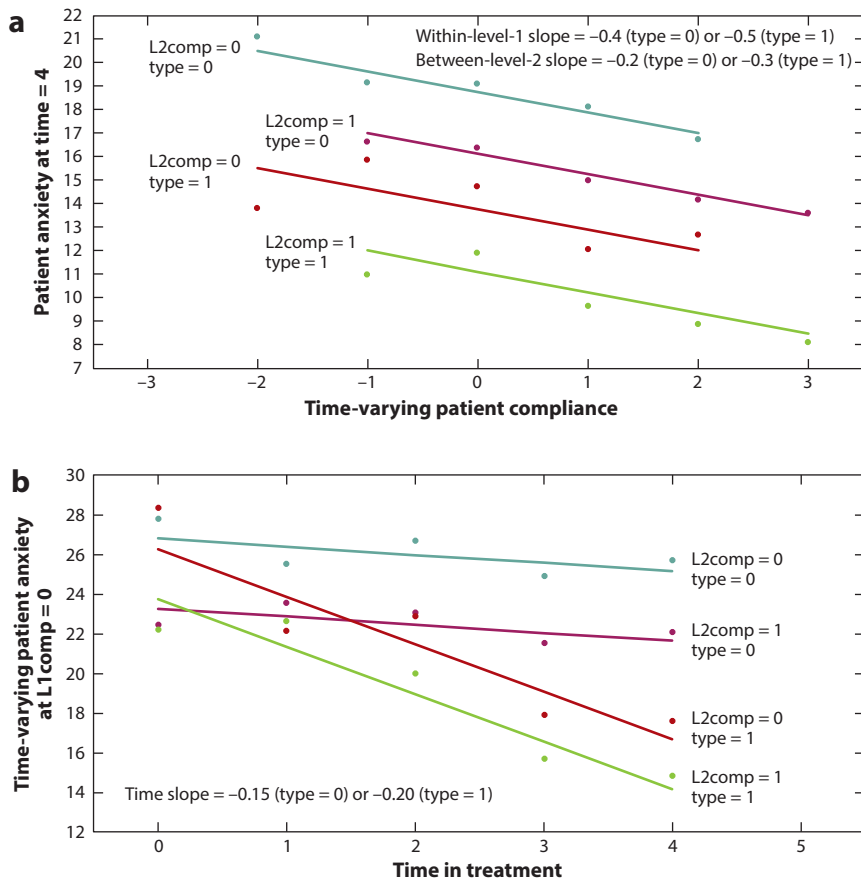 a
Patient anxiety at time = 4
22
21
20
19
18
17
16
15
14
13
12
11
10
9
8
7
L2comp = 0
type = 0
Within-level-1 slope = –0.4 (type = 0) or –0.5 (type = 1)
Between-level-2 slope = –0.2 (type = 0) or –0.3 (type = 1)
L2comp = 1
type = 0
L2comp = 0
type = 1
L2comp = 1
type = 1
–3 –2 –1 0 1 2 3
Time-varying patient compliance
b
Time-varying patient anxiety
at L1comp = 0
30
28
26
24
22
20
18
16
14
12
L2comp = 0
type = 0
L2comp = 1
type = 0
L2comp = 0
type = 1
L2comp = 1
type = 1
Time slope = –0.15 (type = 0) or –0.20 (type = 1)
0 1 2 3 4 5
Time in treatment